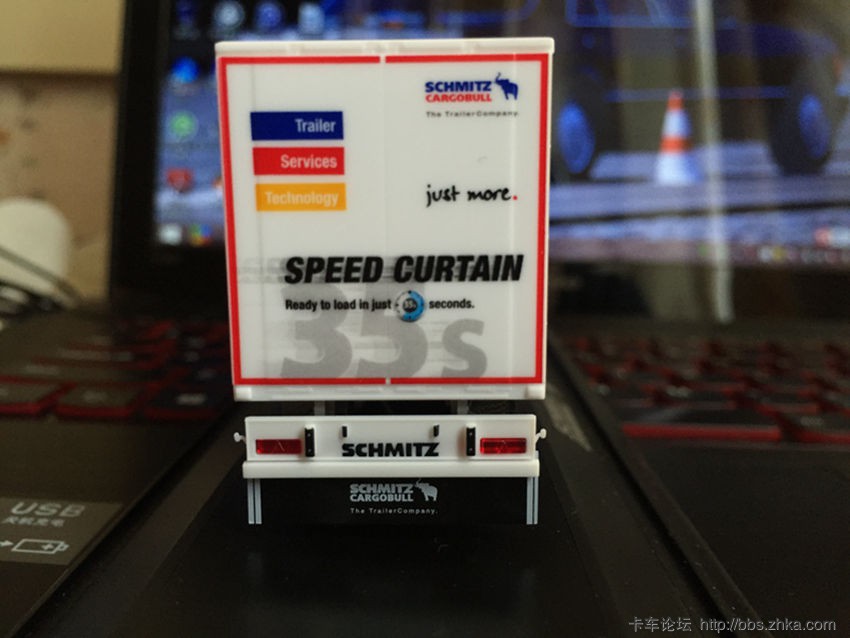 SCHMITZ
CARGOBULL
The TrailerCompany.
Trailer
Services
Technology
just more.
SPEED CURTAIN
Ready to load in just 35s seconds.
35s
SCHMITZ
SCHMITZ
CARGOBULL
The TrailerCompany.
USB
卡车论坛 http://bbs.zhka.com/